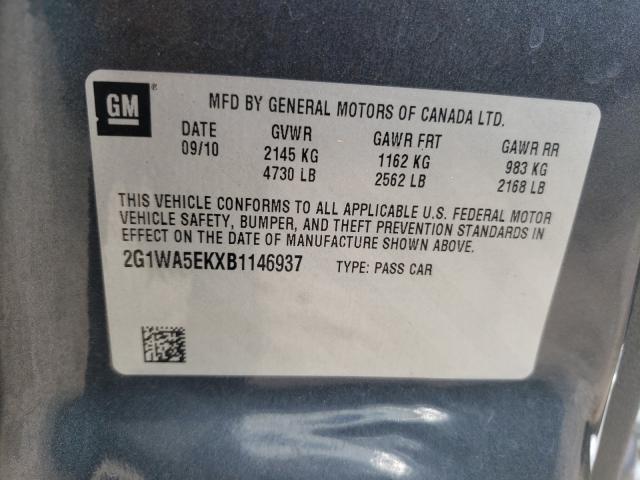 GM
®
MFD BY GENERAL MOTORS OF CANADA LTD.
DATE GVWR GAWR FRT GAWR RR
09/10 2145 KG 1162 KG 983 KG
4730 LB 2562 LB 2168 LB
THIS VEHICLE CONFORMS TO ALL APPLICABLE U.S. FEDERAL MOTOR
VEHICLE SAFETY, BUMPER, AND THEFT PREVENTION STANDARDS IN
EFFECT ON THE DATE OF MANUFACTURE SHOWN ABOVE.
2G1WA5EKXB1146937 TYPE: PASS CAR